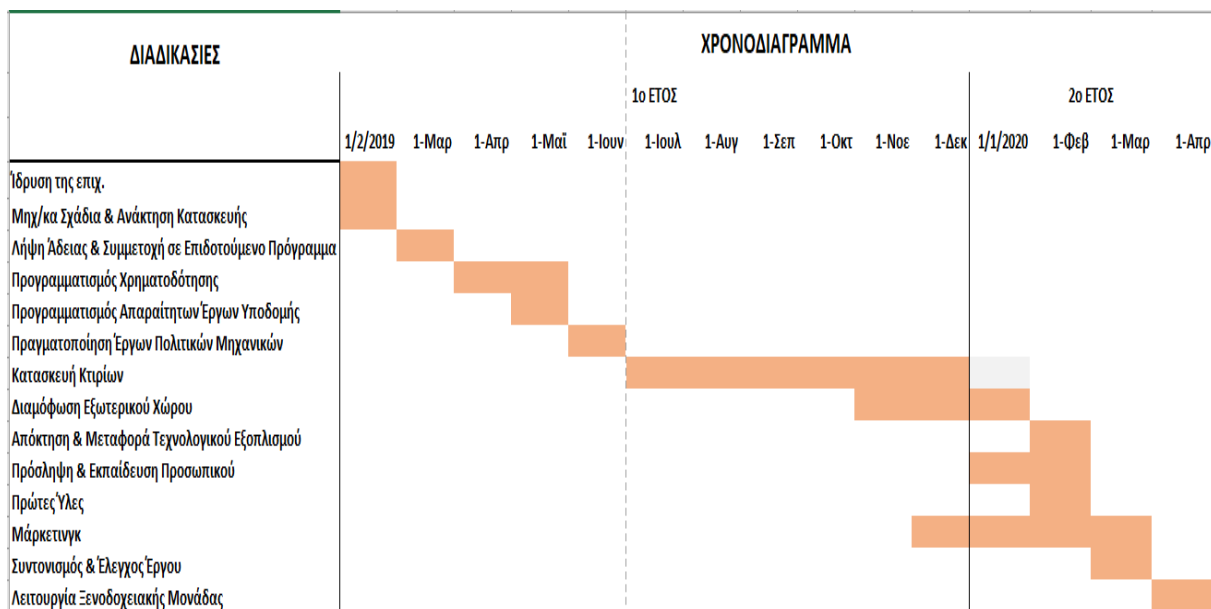 ΔΙΑΔΙΚΑΣΙΕΣ
ΧΡΟΝΟΔΙΑΓΡΑΜΜΑ
1ο ΕΤΟΣ
2ο ΕΤΟΣ
1/2/2019 1-Μαρ 1-Απρ 1-Μαϊ 1-Ιουν 1-Ιουλ 1-Αυγ 1-Σεπ 1-Οκτ 1-Νοε 1-Δεκ 1/1/2020 1-Φεβ 1-Μαρ 1-Απρ
Ίδρυση της επιχ.
Μηχ/κα Σχάδια & Ανάκτηση Κατασκευής
Λήψη Άδειας & Συμμετοχή σε Επιδοτούμενο Πρόγραμμα
Προγραμματισμός Χρηματοδότησης
Προγραμματισμός Απαραίτητων Έργων Υποδομής
Πραγματοποίηση Έργων Πολιτικών Μηχανικών
Κατασκευή Κτιρίων
Διαμόφωση Εξωτερικού Χώρου
Απόκτηση & Μεταφορά Τεχνολογικού Εξοπλισμού
Πρόσληψη & Εκπαίδευση Προσωπικού
Πρώτες Ύλες
Μάρκετινγκ
Συντονισμός & Έλεγχος Έργου
Λειτουργία Ξενοδοχειακής Μονάδας